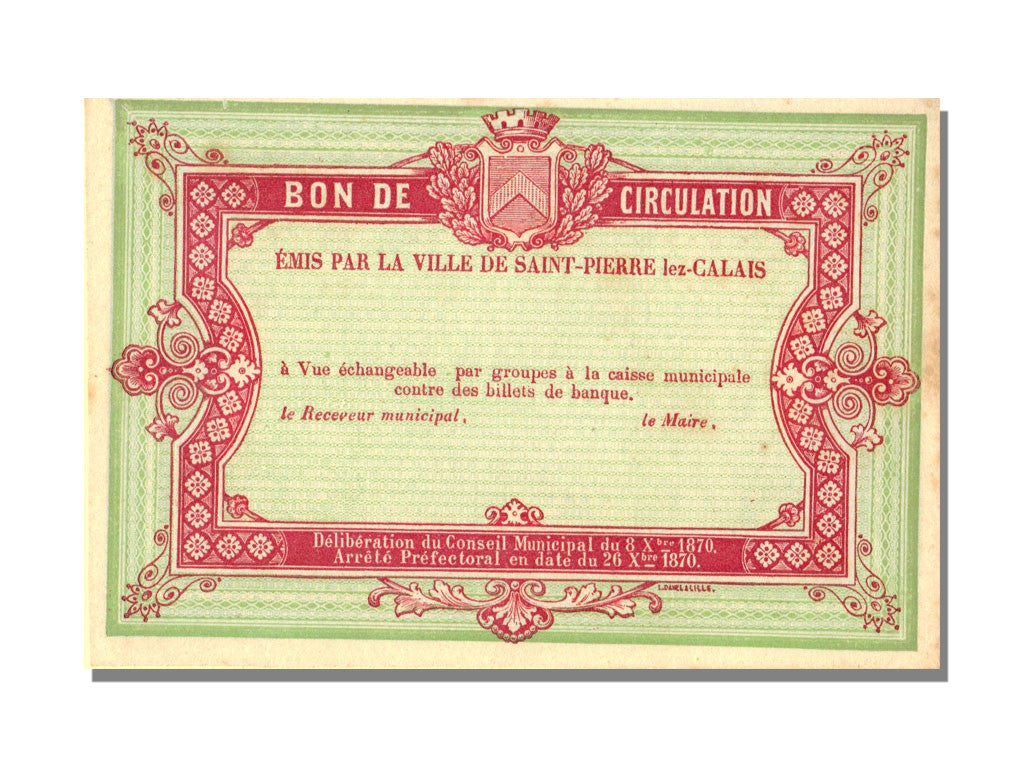 BON DE CIRCULATION
ÉMIS PAR LA VILLE DE SAINT-PIERRE lez-CALAIS
à Vue échangeable par groupes à la caisse municipale
contre des billets de banque.
le Receveur municipal, le Maire,
Délibération du Conseil Municipal du 8 Xbre 1870.
Arrêté Préfectoral en date du 26 Xbre 1870.
L.DANEL À LILLE.